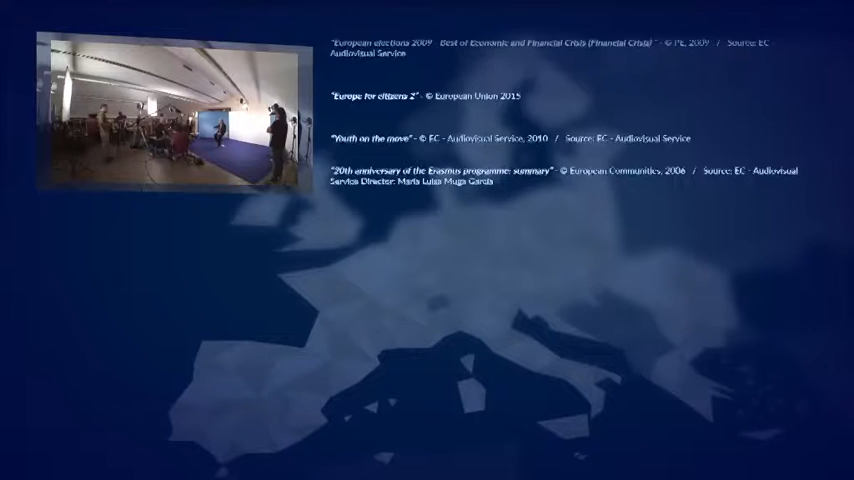 "European elections 2009 - Best of Economic and Financial Crisis (Financial Crisis) " - © PE, 2009 / Source: EC
Audiovisual Service
"Europe for citizens 2" - © European Union 2015
"Youth on the move" - © EC - Audiovisual Service, 2010 / Source: EC - Audiovisual Service
"20th anniversary of the Erasmus programme: summary" - © European Communities, 2006 / Source: EC - Audiovisual
Service Director: Maria Luisa Muga Garcia